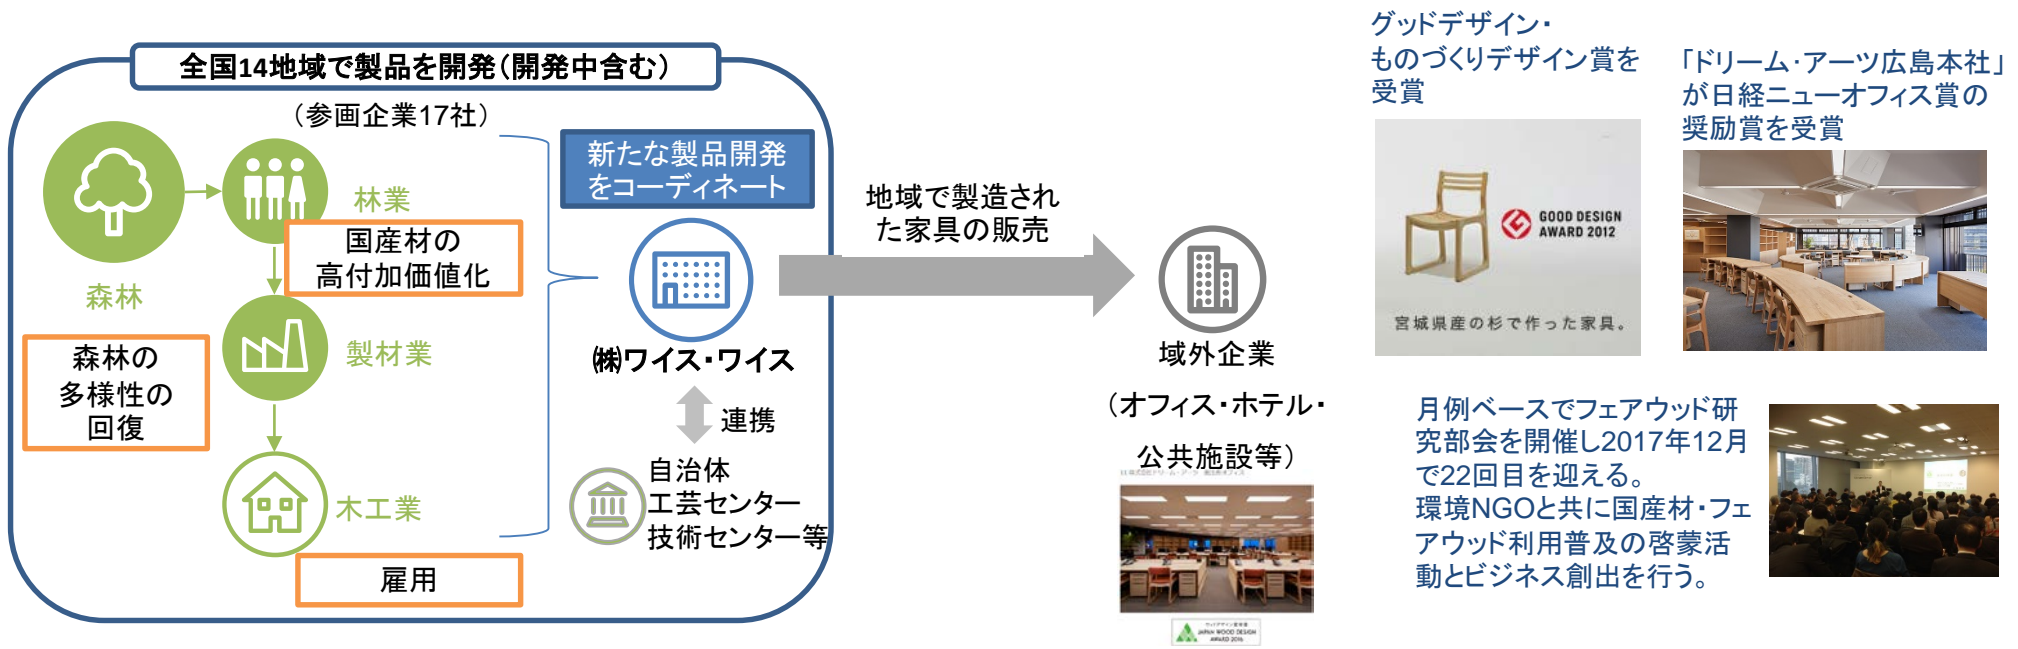 全国14地域で製品を開発（開発中含む）
（参画企業17社）
森林
林業
国産材の
高付加価値化
製材業
森林の
多様性の
回復
木工業
雇用
新たな製品開発
をコーディネート
㈱ワイス・ワイス
連携
自治体
工芸センター
技術センター等
地域で製造され
た家具の販売
域外企業
（オフィス・ホテル・
公共施設等）
JAPAN WOOD DESIGN
AWARD 2016
グッドデザイン・
ものづくりデザイン賞を
受賞
GOOD DESIGN
AWARD 2012
宮城県産の杉で作った家具。
「ドリーム・アーツ広島本社」
が日経ニューオフィス賞の
奨励賞を受賞
月例ベースでフェアウッド研
究部会を開催し2017年12月
で22回目を迎える。
環境NGOと共に国産材・フェ
アウッド利用普及の啓蒙活
動とビジネス創出を行う。